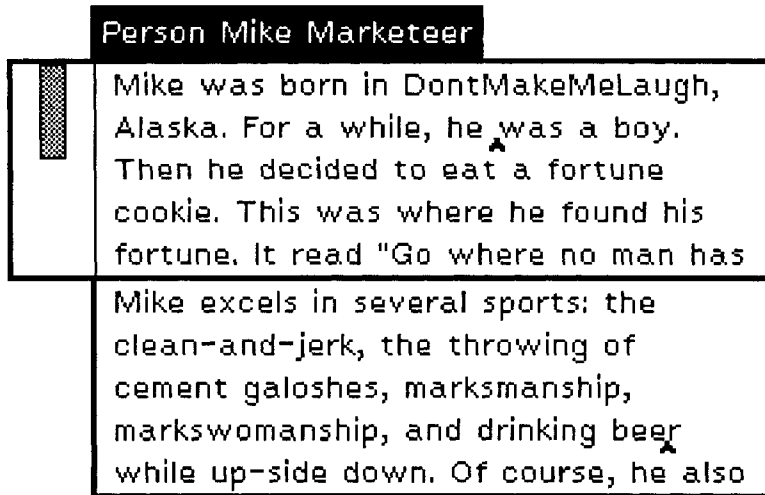 Person Mike Marketeer
Mike was born in DontMakeMeLaugh,
Alaska. For a while, he was a boy.
Then he decided to eat a fortune
cookie. This was where he found his
fortune. It read "Go where no man has
Mike excels in several sports: the
clean-and-jerk, the throwing of
cement galoshes, marksmanship,
markswomanship, and drinking beer
while up-side down. Of course, he also